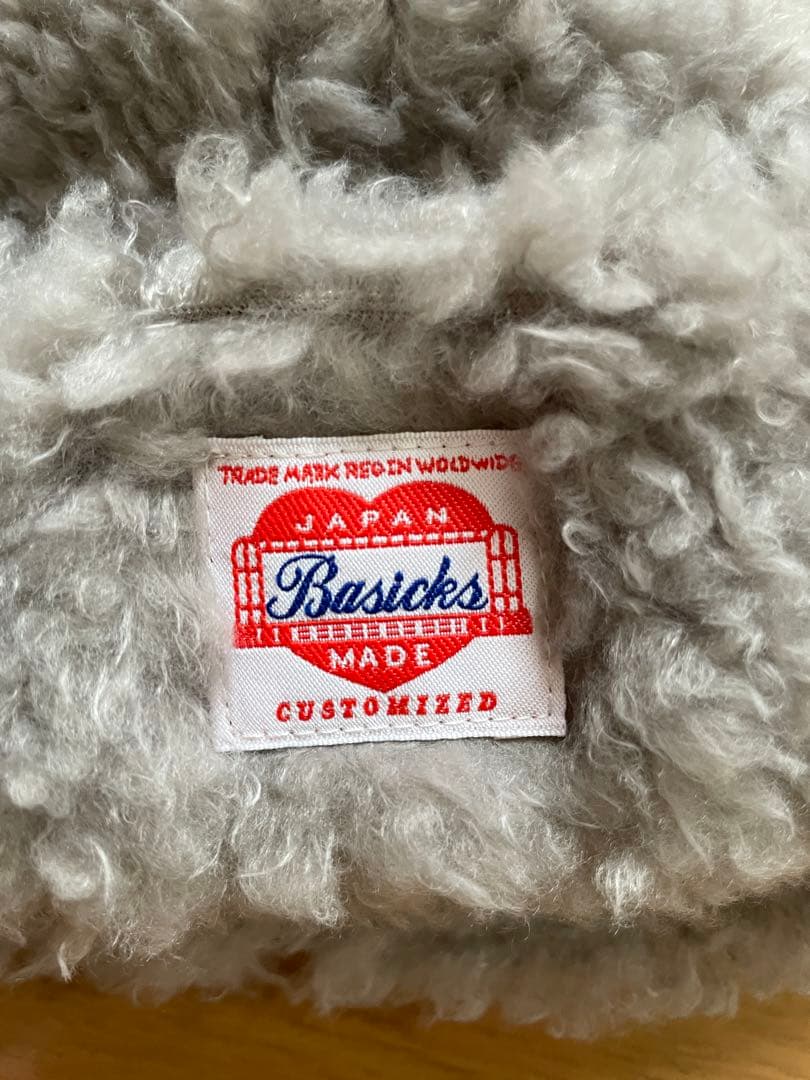 TRADE MARK REG IN WOLDWIDE
JAPAN
Basicks
MADE
CUSTOMIZED